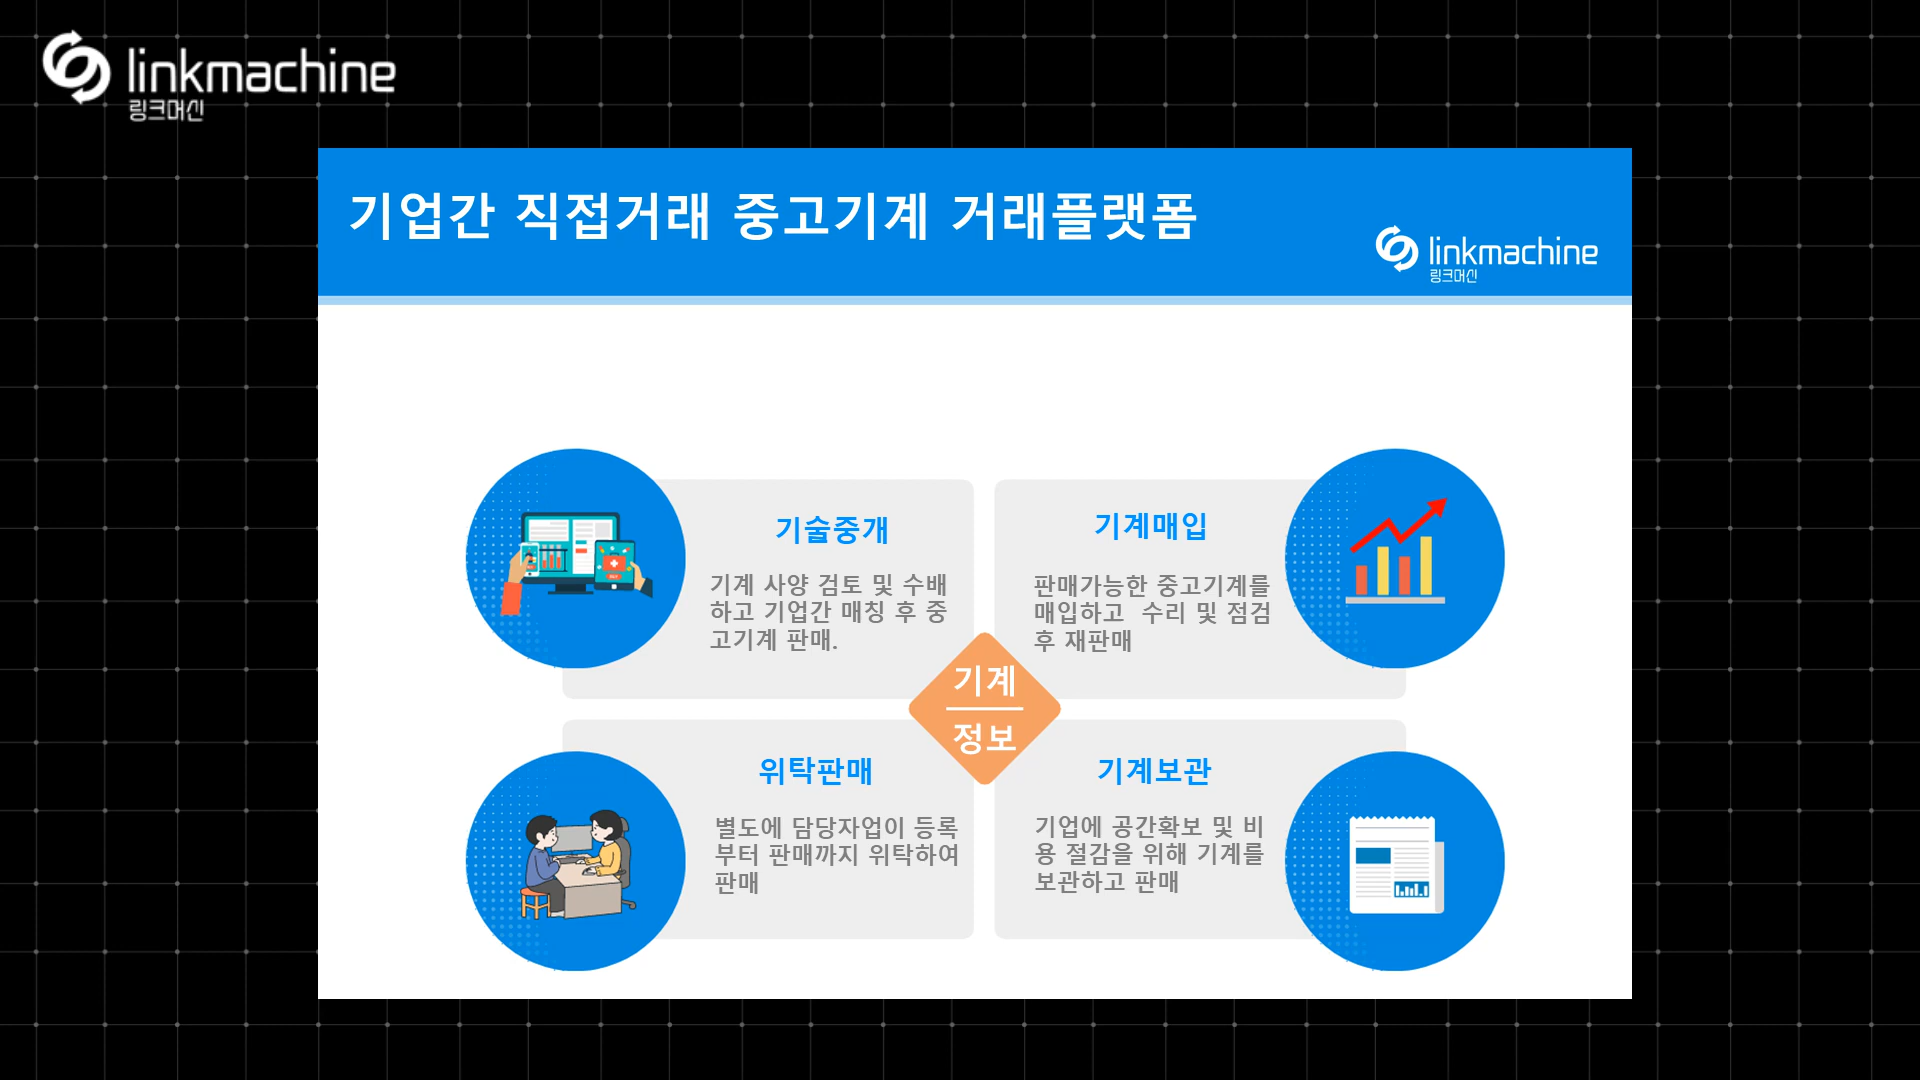 linkmachine
링크머신
기업간 직접거래 중고기계 거래플랫폼
linkmachine
링크머신
기술중개
기계 사양 검토 및 수배
하고 기업간 매칭 후 중
고기계 판매.
기계매입
판매가능한 중고기계를
매입하고 수리 및 점검
후 재판매
기계
정보
위탁판매
별도에 담당자업이 등록
부터 판매까지 위탁하여
판매
기계보관
기업에 공간확보 및 비
용 절감을 위해 기계를
보관하고 판매